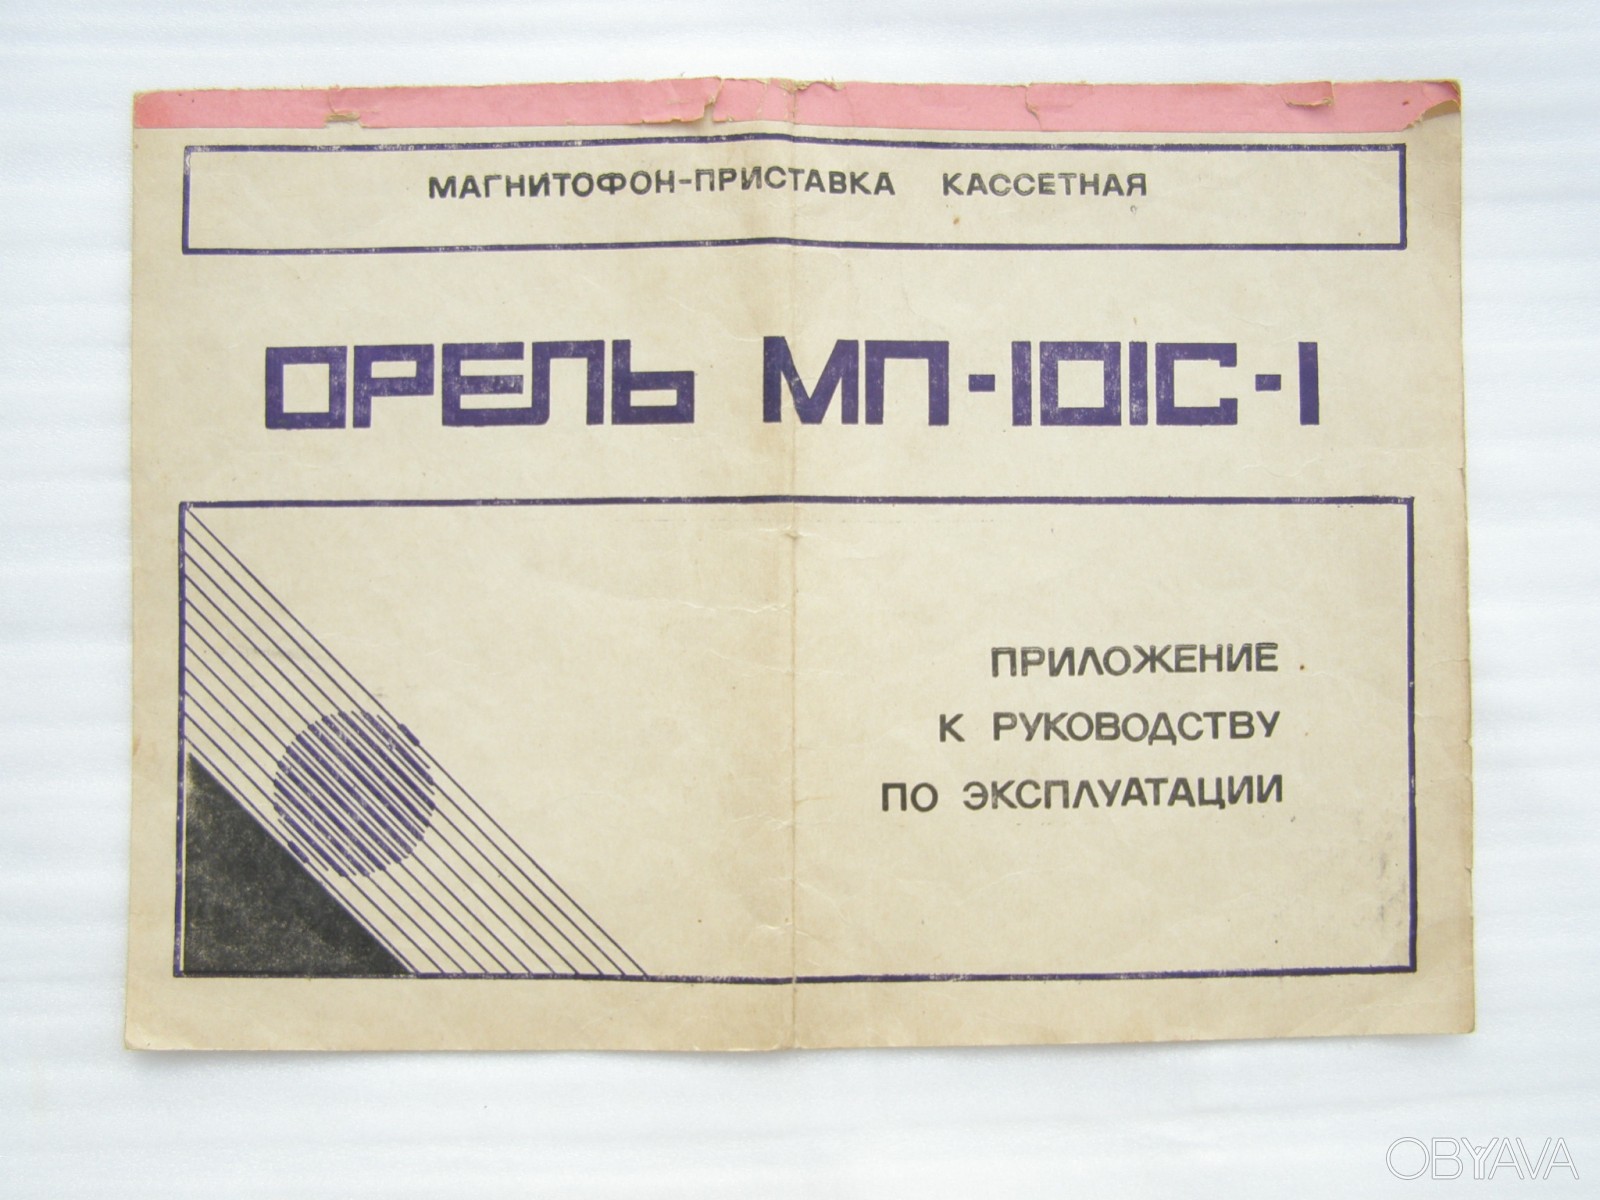 МАГНИТОФОН-ПРИСТАВКА КАССЕТНАЯ
ОРЕЛЬ МП-101С-1
ПРИЛОЖЕНИЕ
К РУКОВОДСТВУ
ПО ЭКСПЛУАТАЦИИ
OBYAVA